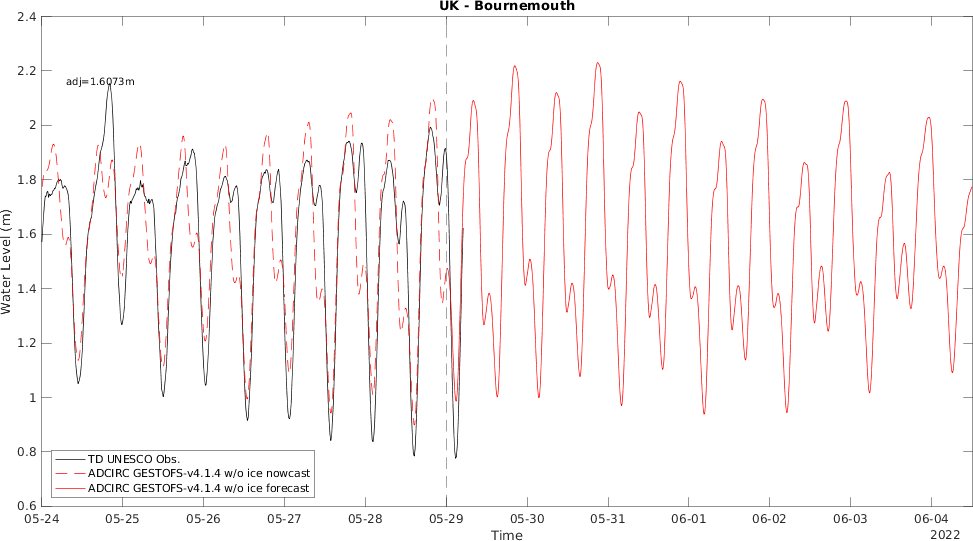 UK - Bournemouth
2.4
2.2
2
1.8
1.6
1.4
1.2
1
0.8
0.6
Water Level (m)
adj=1.6073m
TD UNESCO Obs.
ADCIRC GESTOFS-v4.1.4 w/o ice nowcast
ADCIRC GESTOFS-v4.1.4 w/o ice forecast
05-24 05-25 05-26 05-27 05-28 05-29 05-30 05-31 06-01 06-02 06-03 06-04
2022
Time